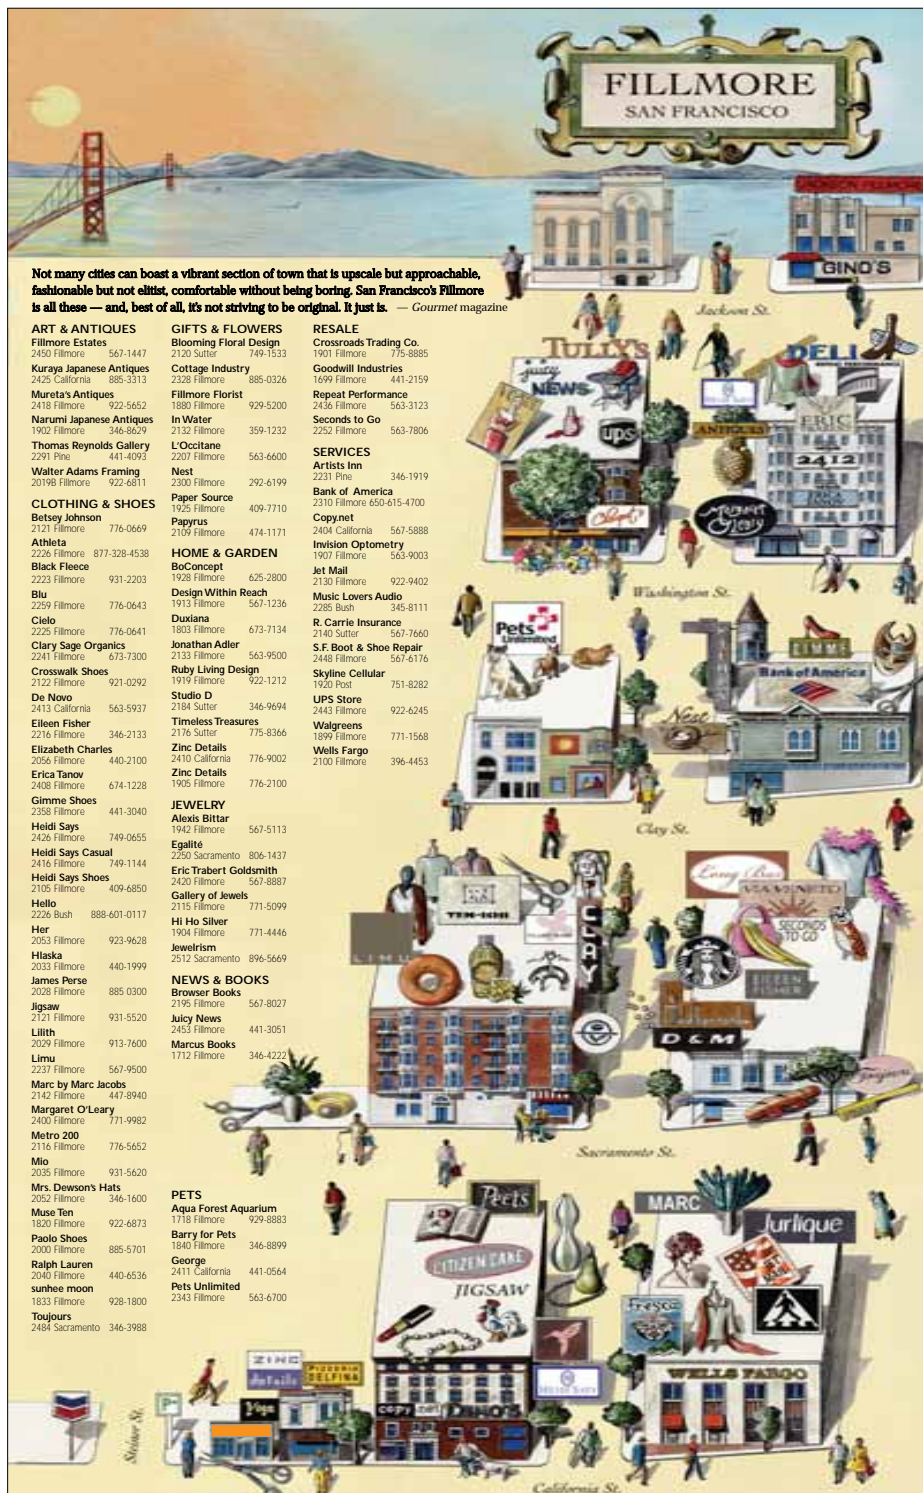 FILLMORE
SAN FRANCISCO
JACKSON FILLMORE
GINO'S
Jackson St.
Not many cities can boast a vibrant section of town that is upscale but approachable,
fashionable but not elitist, comfortable without being boring. San Francisco's Fillmore
is all these — and, best of all, it's not striving to be original. It just is. — Gourmet magazine
ART & ANTIQUES
Fillmore Estates
2450 Fillmore 567-1447
Kuraya Japanese Antiques
2425 California 885-3313
Mureta's Antiques
2418 Fillmore 922-5652
Narumi Japanese Antiques
1902 Fillmore 346-8629
Thomas Reynolds Gallery
2291 Pine 441-4093
Walter Adams Framing
2019B Fillmore 922-6811
CLOTHING & SHOES
Betsey Johnson
2121 Fillmore 776-0669
Athleta
2226 Fillmore 877-328-4538
Black Fleece
2223 Fillmore 931-2203
Blu
2259 Fillmore 776-0643
Cielo
2225 Fillmore 776-0641
Clary Sage Organics
2241 Fillmore 673-7300
Crosswalk Shoes
2122 Fillmore 921-0292
De Novo
2413 California 563-5937
Eileen Fisher
2216 Fillmore 346-2133
Elizabeth Charles
2056 Fillmore 440-2100
Erica Tanov
2408 Fillmore 674-1228
Gimme Shoes
2358 Fillmore 441-3040
Heidi Says
2426 Fillmore 749-0655
Heidi Says Casual
2416 Fillmore 749-1144
Heidi Says Shoes
2105 Fillmore 409-6850
Hello
2226 Bush 888-601-0117
Her
2053 Fillmore 923-9628
Hlaska
2033 Fillmore 440-1999
James Perse
2028 Fillmore 885 0300
Jigsaw
2121 Fillmore 931-5520
Lilith
2029 Fillmore 913-7600
Limu
2237 Fillmore 567-9500
Marc by Marc Jacobs
2142 Fillmore 447-8940
Margaret O'Leary
2400 Fillmore 771-9982
Metro 200
2116 Fillmore 776-5652
Mio
2035 Fillmore 931-5620
Mrs. Dewson's Hats
2052 Fillmore 346-1600
Muse Ten
1820 Fillmore 922-6873
Paolo Shoes
2000 Fillmore 885-5701
Ralph Lauren
2040 Fillmore 440-6536
sunhee moon
1833 Fillmore 928-1800
Toujours
2484 Sacramento 346-3988
GIFTS & FLOWERS
Blooming Floral Design
2120 Sutter 749-1533
Cottage Industry
2328 Fillmore 885-0326
Fillmore Florist
1880 Fillmore 929-5200
In Water
2132 Fillmore 359-1232
L'Occitane
2207 Fillmore 563-6600
Nest
2300 Fillmore 292-6199
Paper Source
1925 Fillmore 409-7710
Papyrus
2109 Fillmore 474-1171
HOME & GARDEN
BoConcept
1928 Fillmore 625-2800
Design Within Reach
1913 Fillmore 567-1236
Duxiana
1803 Fillmore 673-7134
Jonathan Adler
2133 Fillmore 563-9500
Ruby Living Design
1919 Fillmore 922-1212
Studio D
2184 Sutter 346-9694
Timeless Treasures
2176 Sutter 775-8366
Zinc Details
2410 California 776-9002
Zinc Details
1905 Fillmore 776-2100
JEWELRY
Alexis Bittar
1942 Fillmore 567-5113
Egalité
2250 Sacramento 806-1437
Eric Trabert Goldsmith
2420 Fillmore 567-8887
Gallery of Jewels
2115 Fillmore 771-5099
Hi Ho Silver
1904 Fillmore 771-4446
Jewelrism
2512 Sacramento 896-5669
NEWS & BOOKS
Browser Books
2195 Fillmore 567-8027
Juicy News
2453 Fillmore 441-3051
Marcus Books
1712 Fillmore 346-4222
PETS
Aqua Forest Aquarium
1718 Fillmore 929-8883
Barry for Pets
1840 Fillmore 346-8899
George
2411 California 441-0564
Pets Unlimited
2343 Fillmore 563-6700
RESALE
Crossroads Trading Co.
1901 Fillmore 775-8885
Goodwill Industries
1699 Fillmore 441-2159
Repeat Performance
2436 Fillmore 563-3123
Seconds to Go
2252 Fillmore 563-7806
SERVICES
Artists Inn
2231 Pine 346-1919
Bank of America
2310 Fillmore 650-615-4700
Copy.net
2404 California 567-5888
Invision Optometry
1907 Fillmore 563-9003
Jet Mail
2130 Fillmore 922-9402
Music Lovers Audio
2285 Bush 345-8111
R. Carrie Insurance
2140 Sutter 567-7660
S.F. Boot & Shoe Repair
2448 Fillmore 567-6176
Skyline Cellular
1920 Post 751-8282
UPS Store
2443 Fillmore 922-6245
Walgreens
1899 Fillmore 771-1568
Wells Fargo
2100 Fillmore 396-4453
TULLY'S
juicy
NEWS
ups
DELI
ANTIQUES
ERIC
2412
Margaret O'Leary
Washington St.
Pets
Unlimited
GIMME
Bank of America
Nest
Clay St.
TEN-ICHI
LIMU
CLAY
Long Bar
VIA VENETO
SECONDS
TO GO
EILEEN
FISHER
D & M
Toujours
Sacramento St.
Peet's
CITIZEN CAKE
JIGSAW
MARC
Jurlique
Fresca
WELLS FARGO
ZINC
details
PIZZERIA
DELFINA
Yoga
copy.net
DINO'S
HEIDI SAYS
Steiner St.
California St.